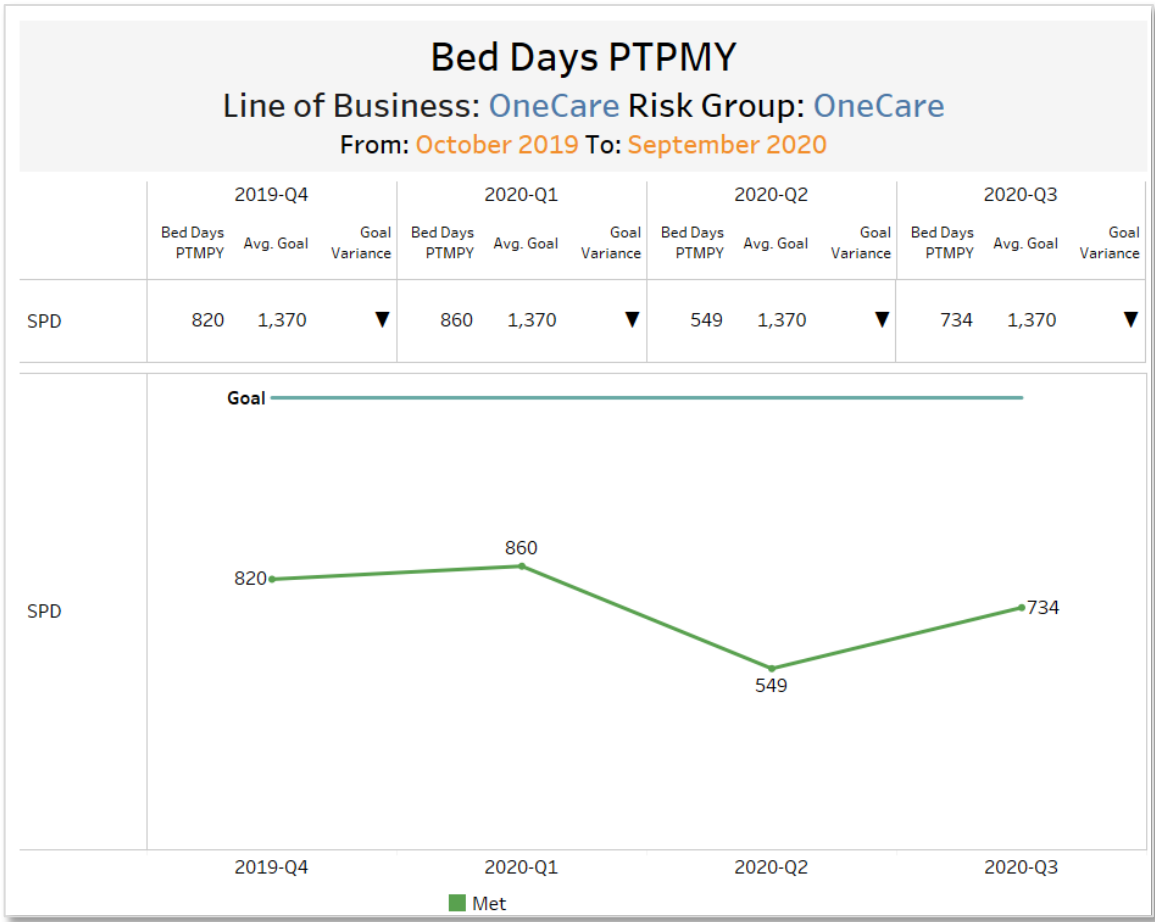 Bed Days PTPMY
Line of Business: OneCare Risk Group: OneCare
From: October 2019 To: September 2020
2019-Q4 2020-Q1 2020-Q2 2020-Q3
Bed Days PTMPY Avg. Goal Goal Variance Bed Days PTMPY Avg. Goal Goal Variance Bed Days PTMPY Avg. Goal Goal Variance Bed Days PTMPY Avg. Goal Goal Variance
SPD 820 1,370 ▼ 860 1,370 ▼ 549 1,370 ▼ 734 1,370 ▼
Goal
860
820
734
SPD
549
2019-Q4 2020-Q1 2020-Q2 2020-Q3
Met